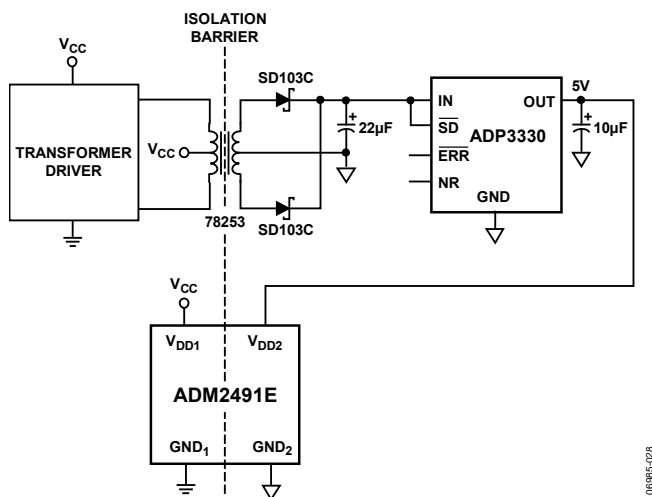 ISOLATION
BARRIER
VCC
SD103C
5V
IN
OUT
TRANSFORMER
DRIVER
VCC
+
22µF
SD
ADP3330
+
10µF
ERR
NR
GND
78253
SD103C
VCC
VDD1
VDD2
ADM2491E
GND1
GND2
06985-028